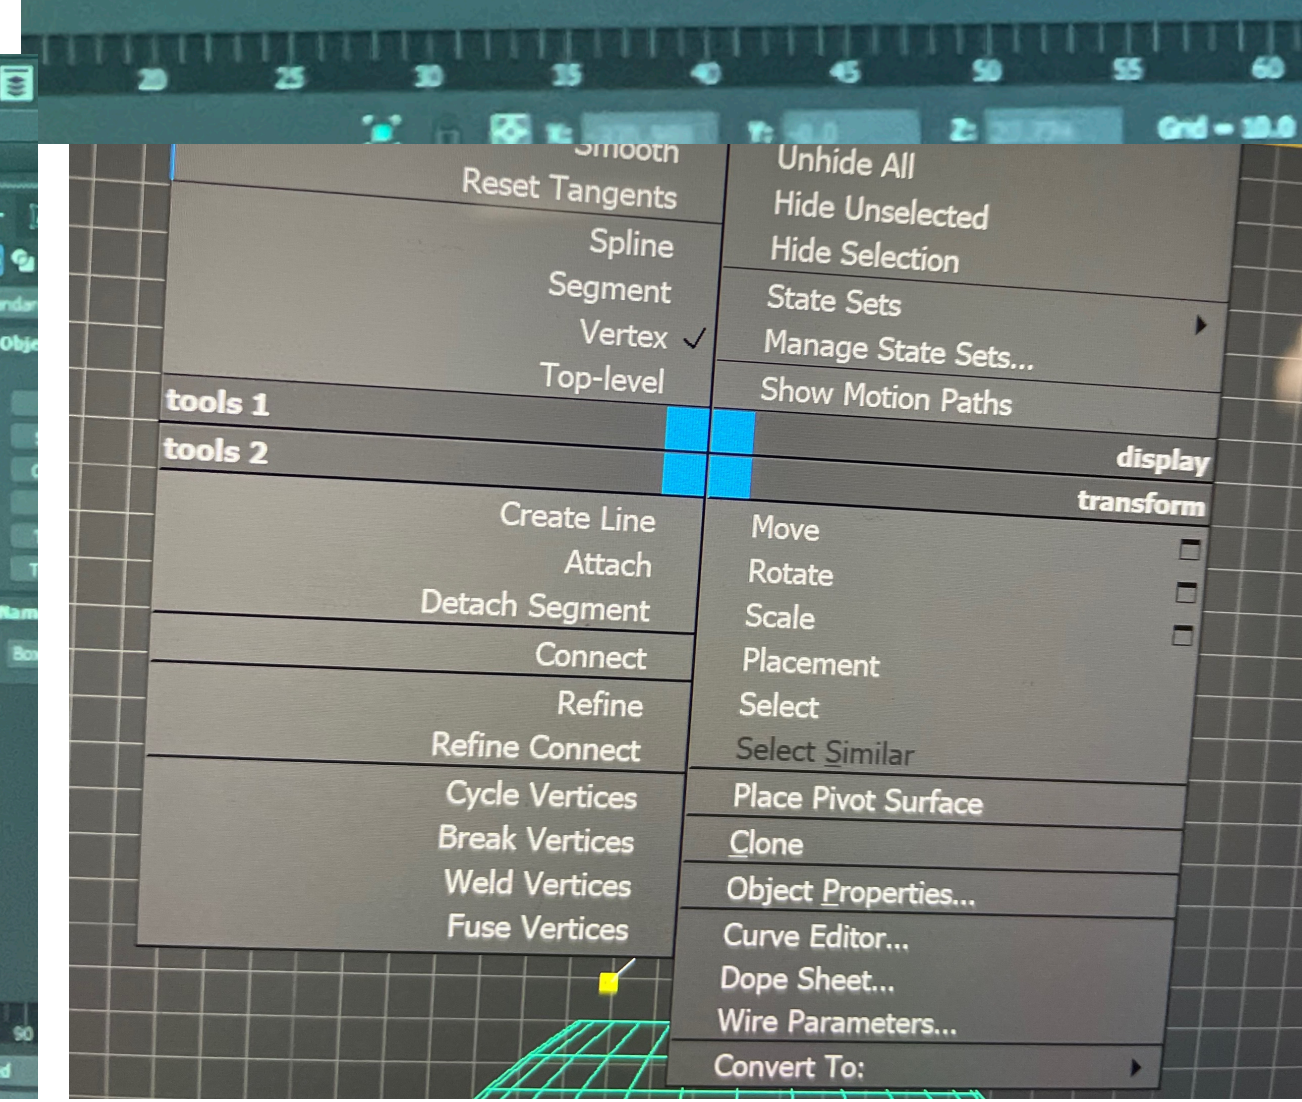 20 25 30 35 40 45 50 55 60
X: Y: Z: Grid = 10.0
Smooth
Reset Tangents
Spline
Segment
Vertex ✓
Top-level
tools 1
tools 2
Create Line
Attach
Detach Segment
Connect
Refine
Refine Connect
Cycle Vertices
Break Vertices
Weld Vertices
Fuse Vertices
Unhide All
Hide Unselected
Hide Selection
State Sets
Manage State Sets...
Show Motion Paths
display
transform
Move
Rotate
Scale
Placement
Select
Select Similar
Place Pivot Surface
Clone
Object Properties...
Curve Editor...
Dope Sheet...
Wire Parameters...
Convert To:
90